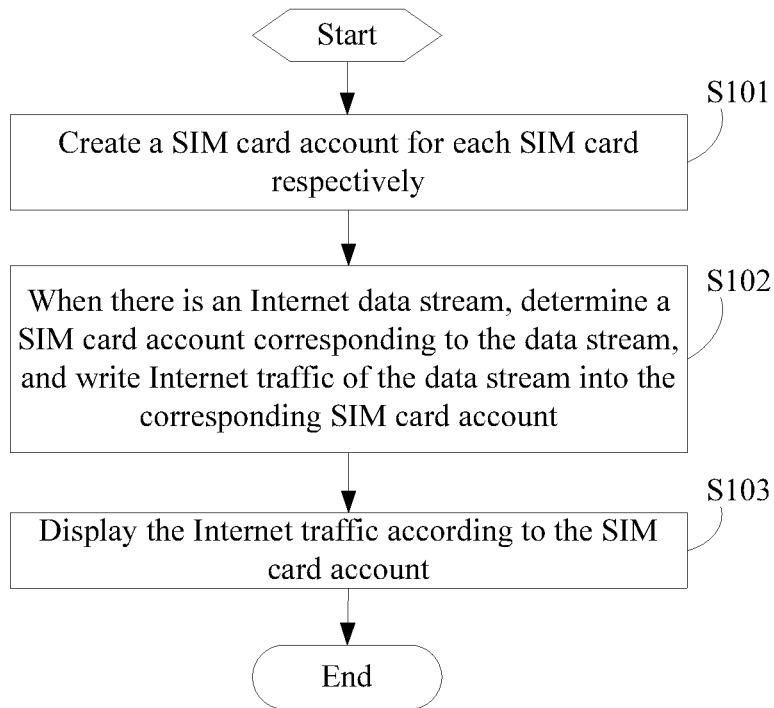 Start
S101
Create a SIM card account for each SIM card
respectively
S102
When there is an Internet data stream, determine a
SIM card account corresponding to the data stream,
and write Internet traffic of the data stream into the
corresponding SIM card account
S103
Display the Internet traffic according to the SIM
card account
End